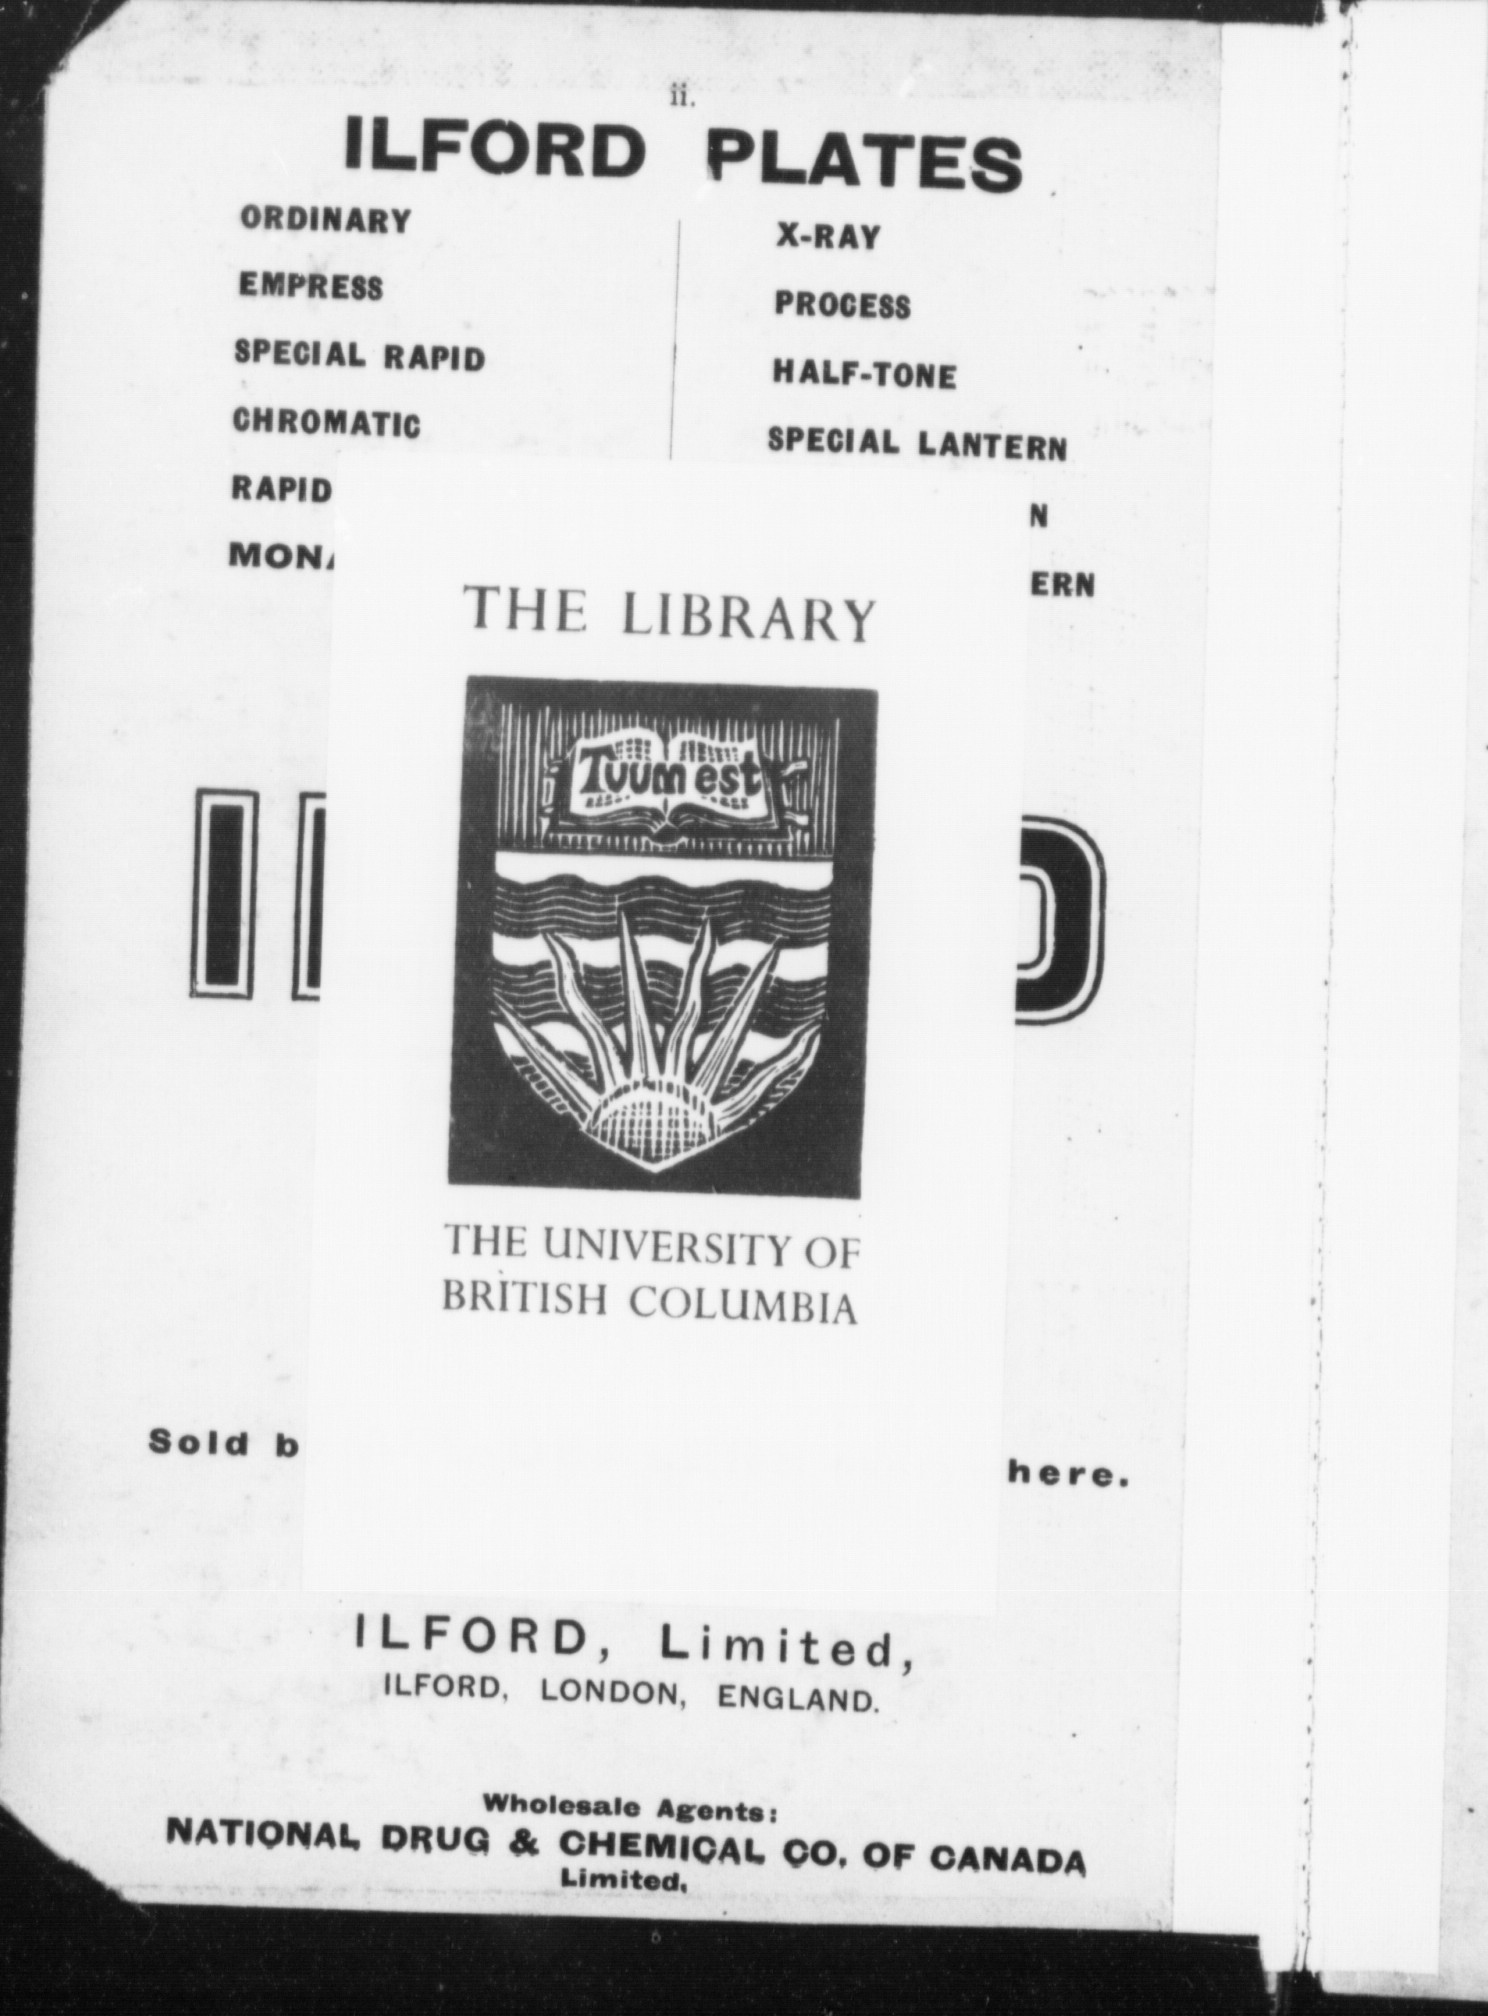 ii.
ILFORD PLATES
ORDINARY
EMPRESS
SPECIAL RAPID
CHROMATIC
RAPID
X-RAY
PROCESS
HALF-TONE
SPECIAL LANTERN
THE LIBRARY
Tuum est
THE UNIVERSITY OF
BRITISH COLUMBIA
Sold
ILFORD, Limited,
ILFORD, LONDON, ENGLAND.
Wholesale Agents:
NATIONAL DRUG & CHEMICAL CO. OF CANADA
Limited,